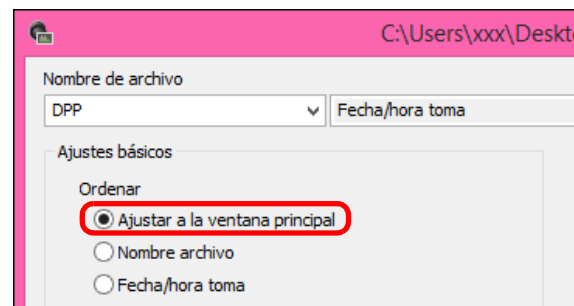 C:\Users\xxx\Deskt
Nombre de archivo
DPP Fecha/hora toma
Ajustes básicos
Ordenar
Ajustar a la ventana principal
Nombre archivo
Fecha/hora toma